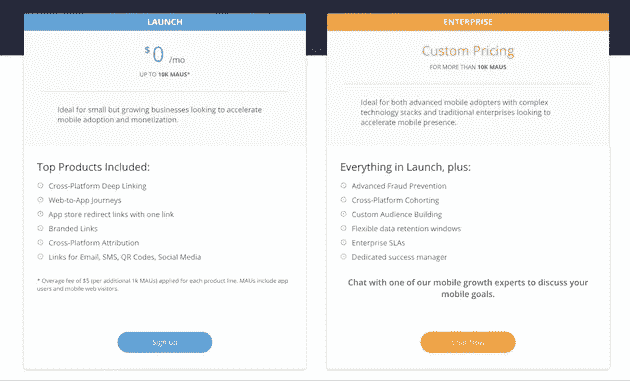 LAUNCH
$0 /mo
UP TO 10K MAUS*
Ideal for small but growing businesses looking to accelerate
mobile adoption and monetization.
Top Products Included:
Cross-Platform Deep Linking
Web-to-App Journeys
App store redirect links with one link
Branded Links
Cross-Platform Attribution
Links for Email, SMS, QR Codes, Social Media
* Overage fee of $5 (per additional 1k MAUs) applied for each product line. MAUs include app
users and mobile web visitors.
Sign up
ENTERPRISE
Custom Pricing
FOR MORE THAN 10K MAUS
Ideal for both advanced mobile adopters with complex
technology stacks and traditional enterprises looking to
accelerate mobile presence.
Everything in Launch, plus:
Advanced Fraud Prevention
Cross-Platform Cohorting
Custom Audience Building
Flexible data retention windows
Enterprise SLAs
Dedicated success manager
Chat with one of our mobile growth experts to discuss your
mobile goals.